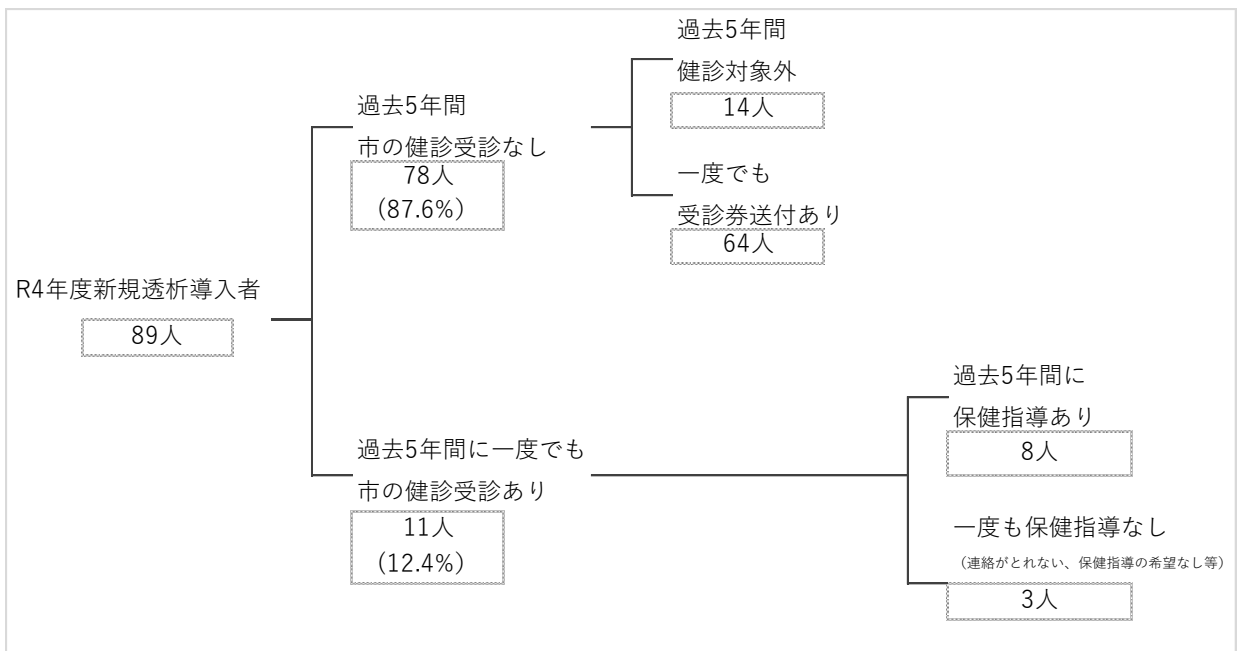 R4年度新規透析導入者
89人
過去5年間
市の健診受診なし
78人
(87.6%)
過去5年間
健診対象外
14人
一度でも
受診券送付あり
64人
過去5年間に一度でも
市の健診受診あり
11人
(12.4%)
過去5年間に
保健指導あり
8人
一度も保健指導なし
（連絡がとれない、保健指導の希望なし等）
3人